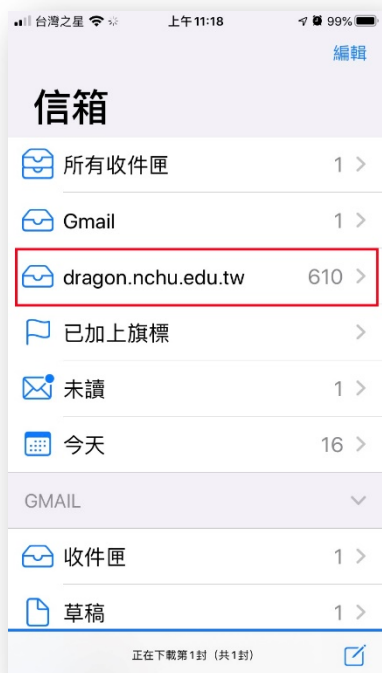 台灣之星 上午11:18 99%
編輯
信箱
所有收件匣 1
Gmail 1
dragon.nchu.edu.tw 610
已加上旗標
未讀 1
今天 16
GMAIL
收件匣 1
草稿 1
正在下載第1封（共1封）